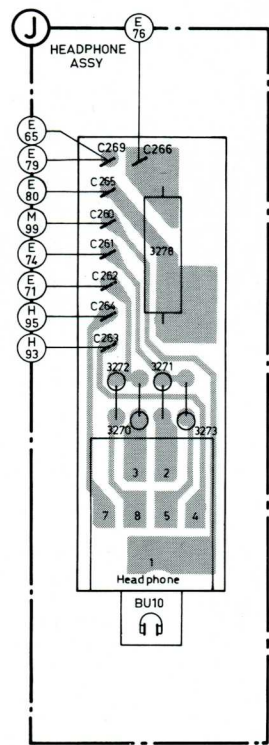 J
E
76
HEADPHONE
ASSY
E
65
C269
C266
E
79
C265
E
80
C260
M
99
3278
C261
E
74
C262
E
71
C264
H
95
C263
H
93
3272
3271
3270
3273
3
2
7
8
5
4
1
Headphone
BU10